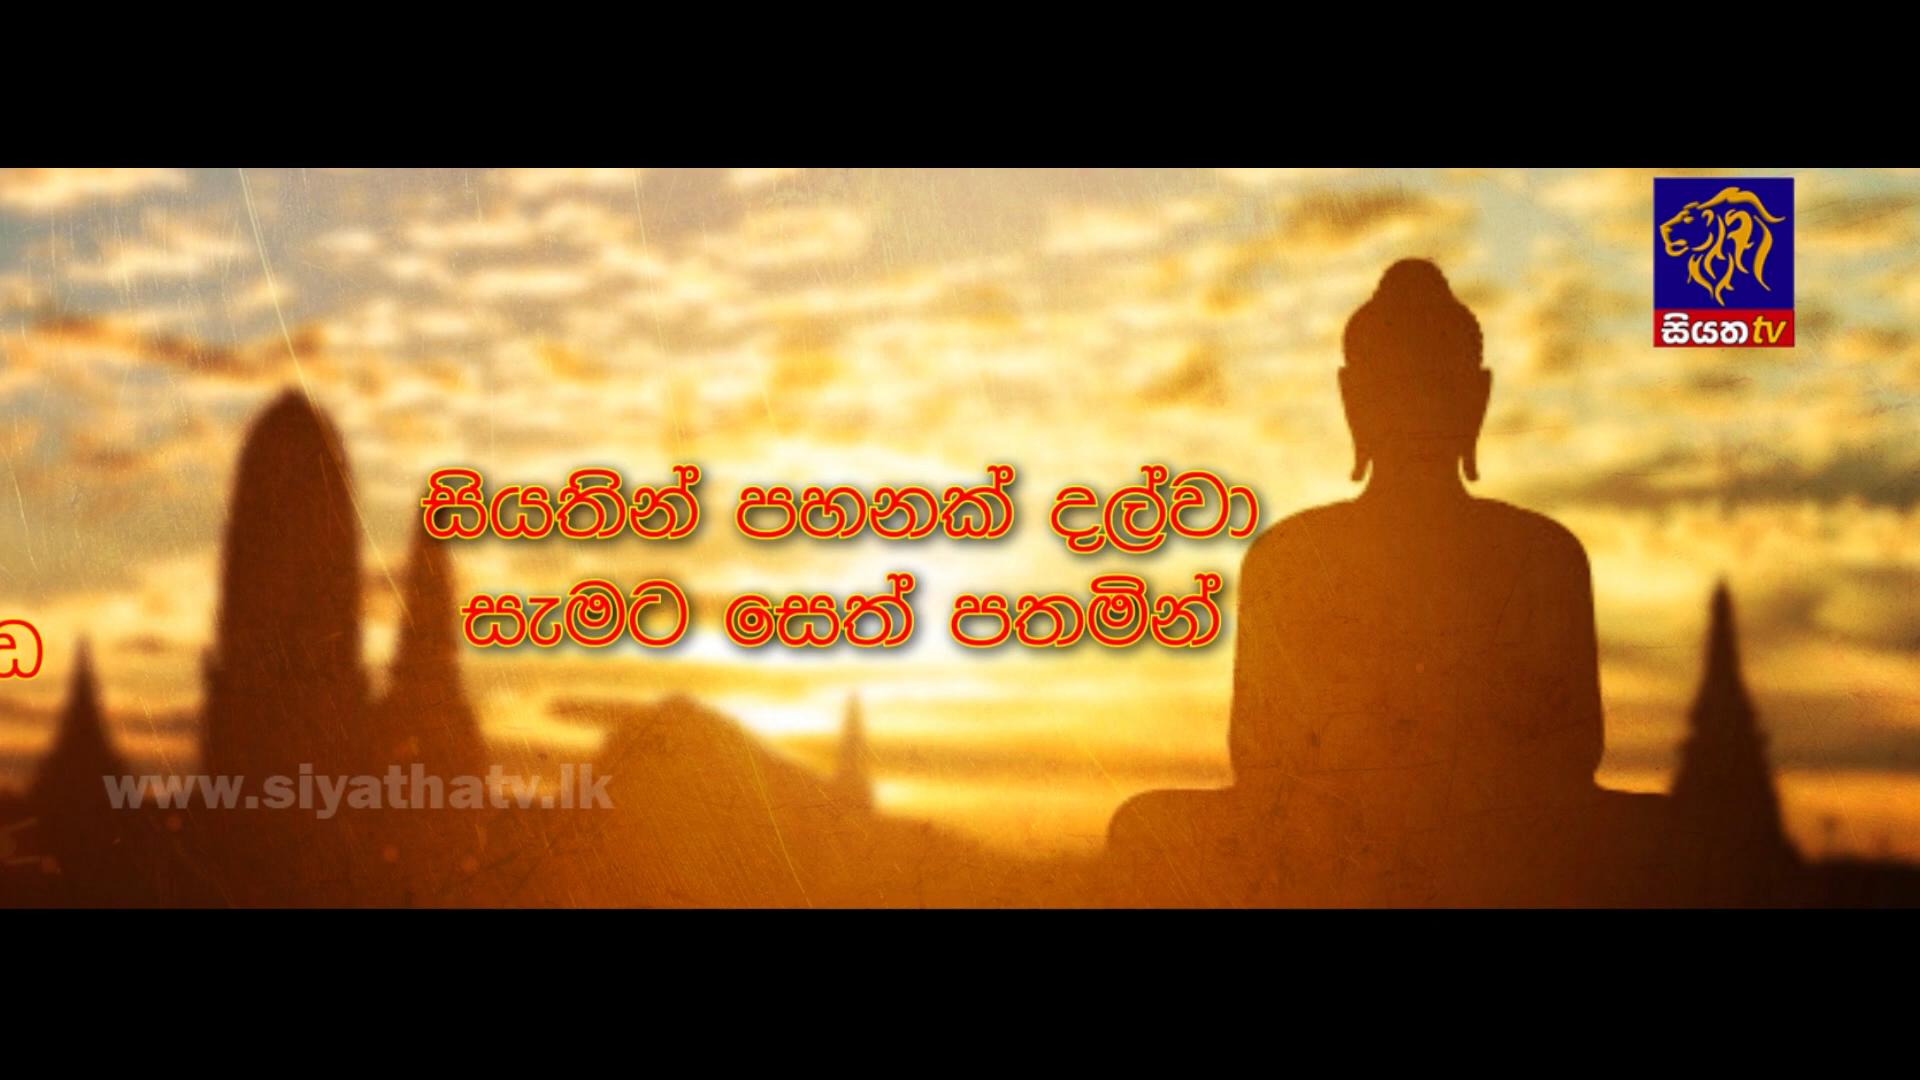 සියත tv
සියතින් පහනක් දල්වා
සැමට සෙත් පතමින්
ඩ
www.siyathatv.lk